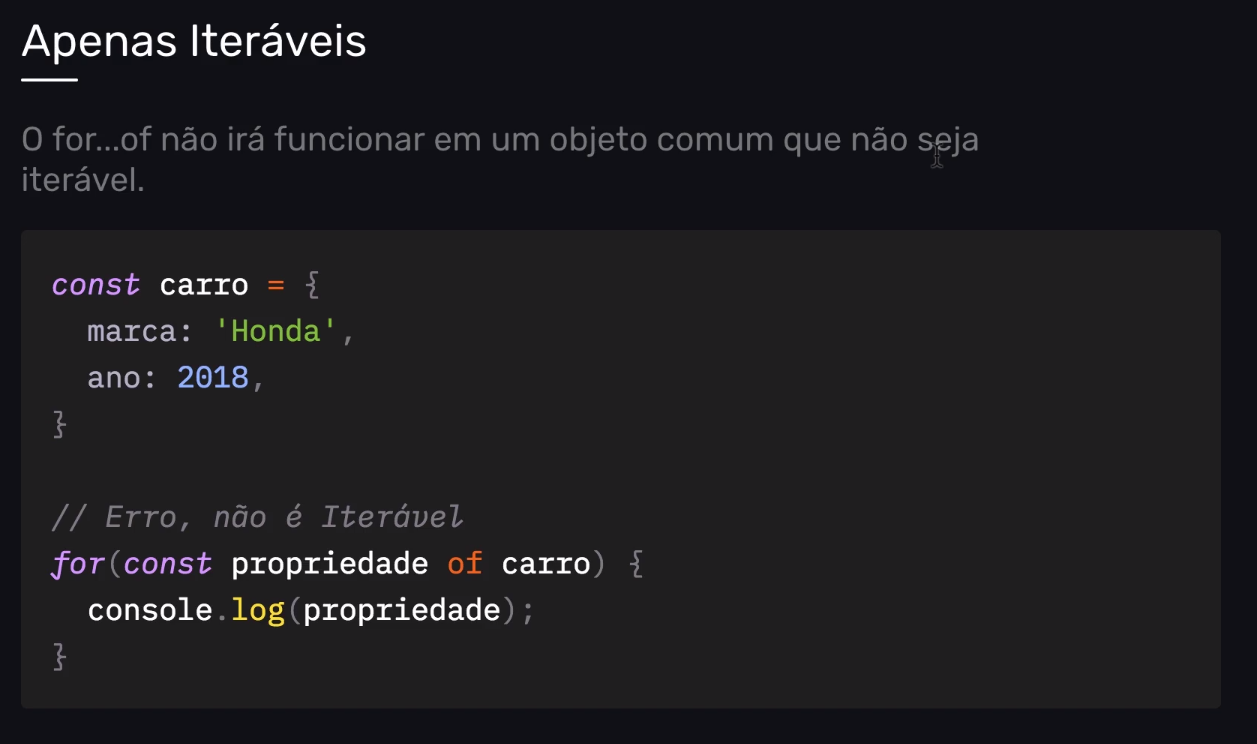 Apenas Iteráveis
O for...of não irá funcionar em um objeto comum que não seja
iterável.
const carro = {
  marca: 'Honda',
  ano: 2018,
}
// Erro, não é Iterável
for(const propriedade of carro) {
  console.log(propriedade);
}